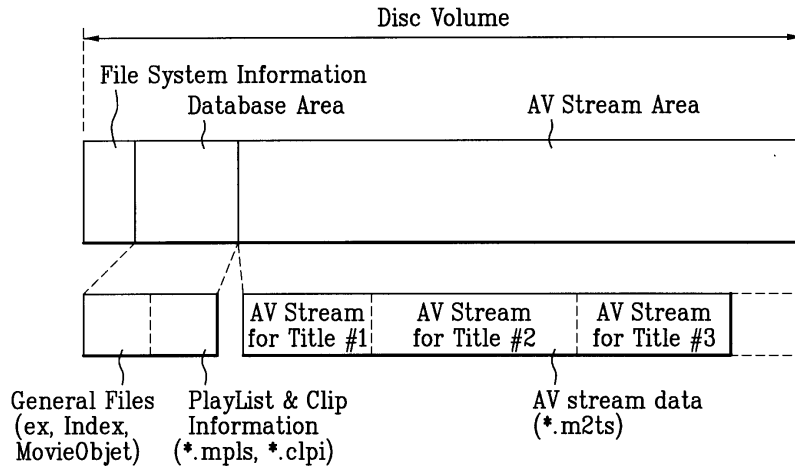 Disc Volume
File System Information
Database Area
AV Stream Area
AV Stream
for Title #1
AV Stream
for Title #2
AV Stream
for Title #3
General Files
(ex, Index,
MovieObjet)
PlayList & Clip
Information
(*.mpls, *.clpi)
AV stream data
(*.m2ts)